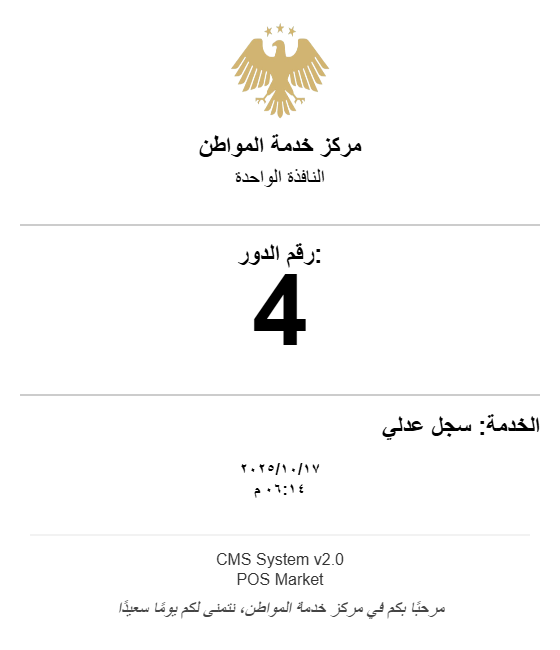 مركز خدمة المواطن
النافذة الواحدة
رقم الدور:
4
الخدمة: سجل عدلي
٢٠٢٥/١٠/١٧
٠٦:١٤ م
CMS System v2.0
POS Market
مرحبًا بكم في مركز خدمة المواطن، نتمنى لكم يومًا سعيدًا